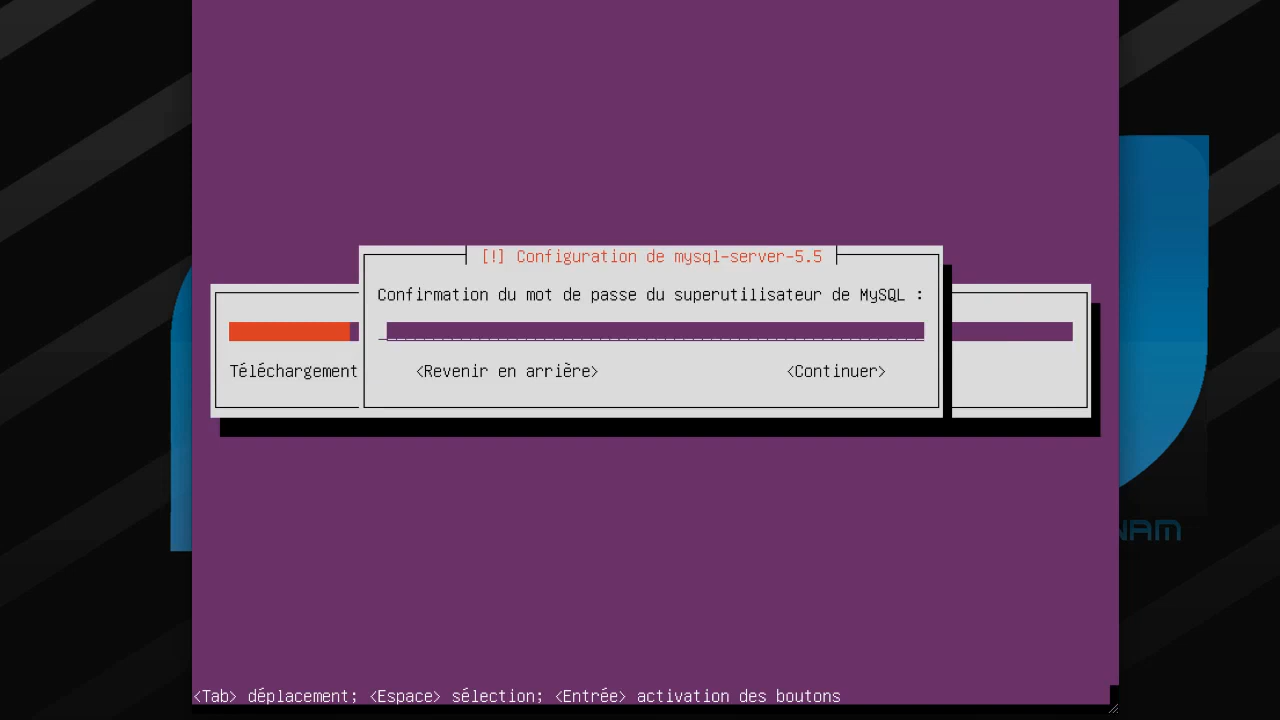 [!] Configuration de mysql-server-5.5
Confirmation du mot de passe du superutilisateur de MySQL :
Téléchargement
<Revenir en arrière>
<Continuer>
NAM
<Tab> déplacement; <Espace> sélection; <Entrée> activation des boutons